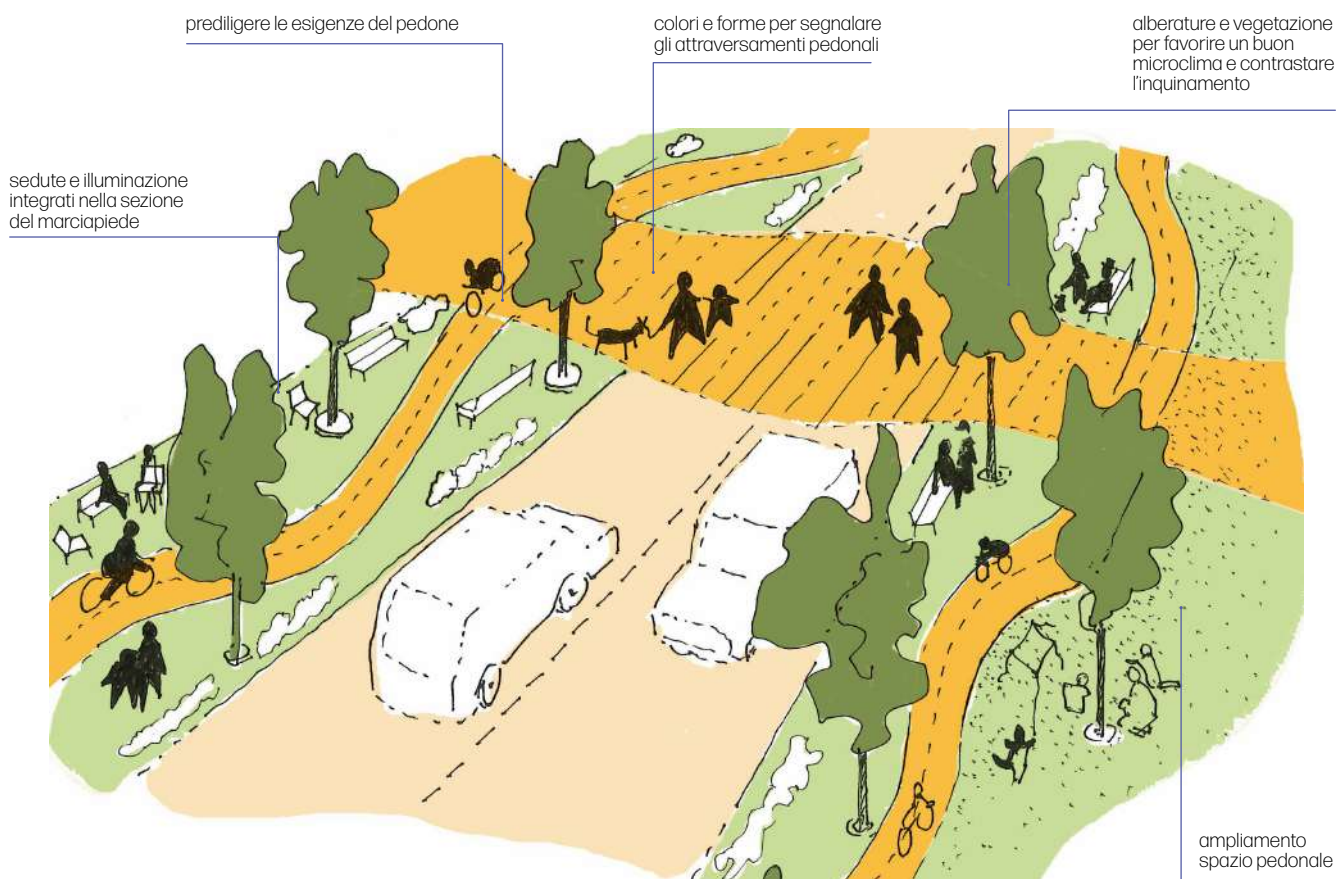 prediligere le esigenze del pedone
colori e forme per segnalare
gli attraversamenti pedonali
alberature e vegetazione
per favorire un buon
microclima e contrastare
l'inquinamento
sedute e illuminazione
integrati nella sezione
del marciapiede
ampliamento
spazio pedonale